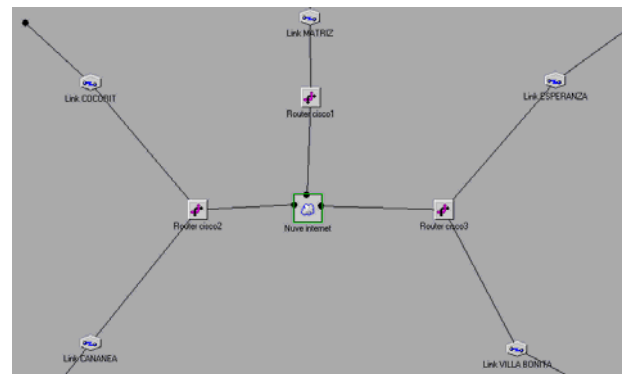 Link MATRIZ
Link COCORIT
Link ESPERANZA
Router cisco1
Router cisco2
Nuve internet
Router cisco3
Link CANANEA
Link VILLA BONITA